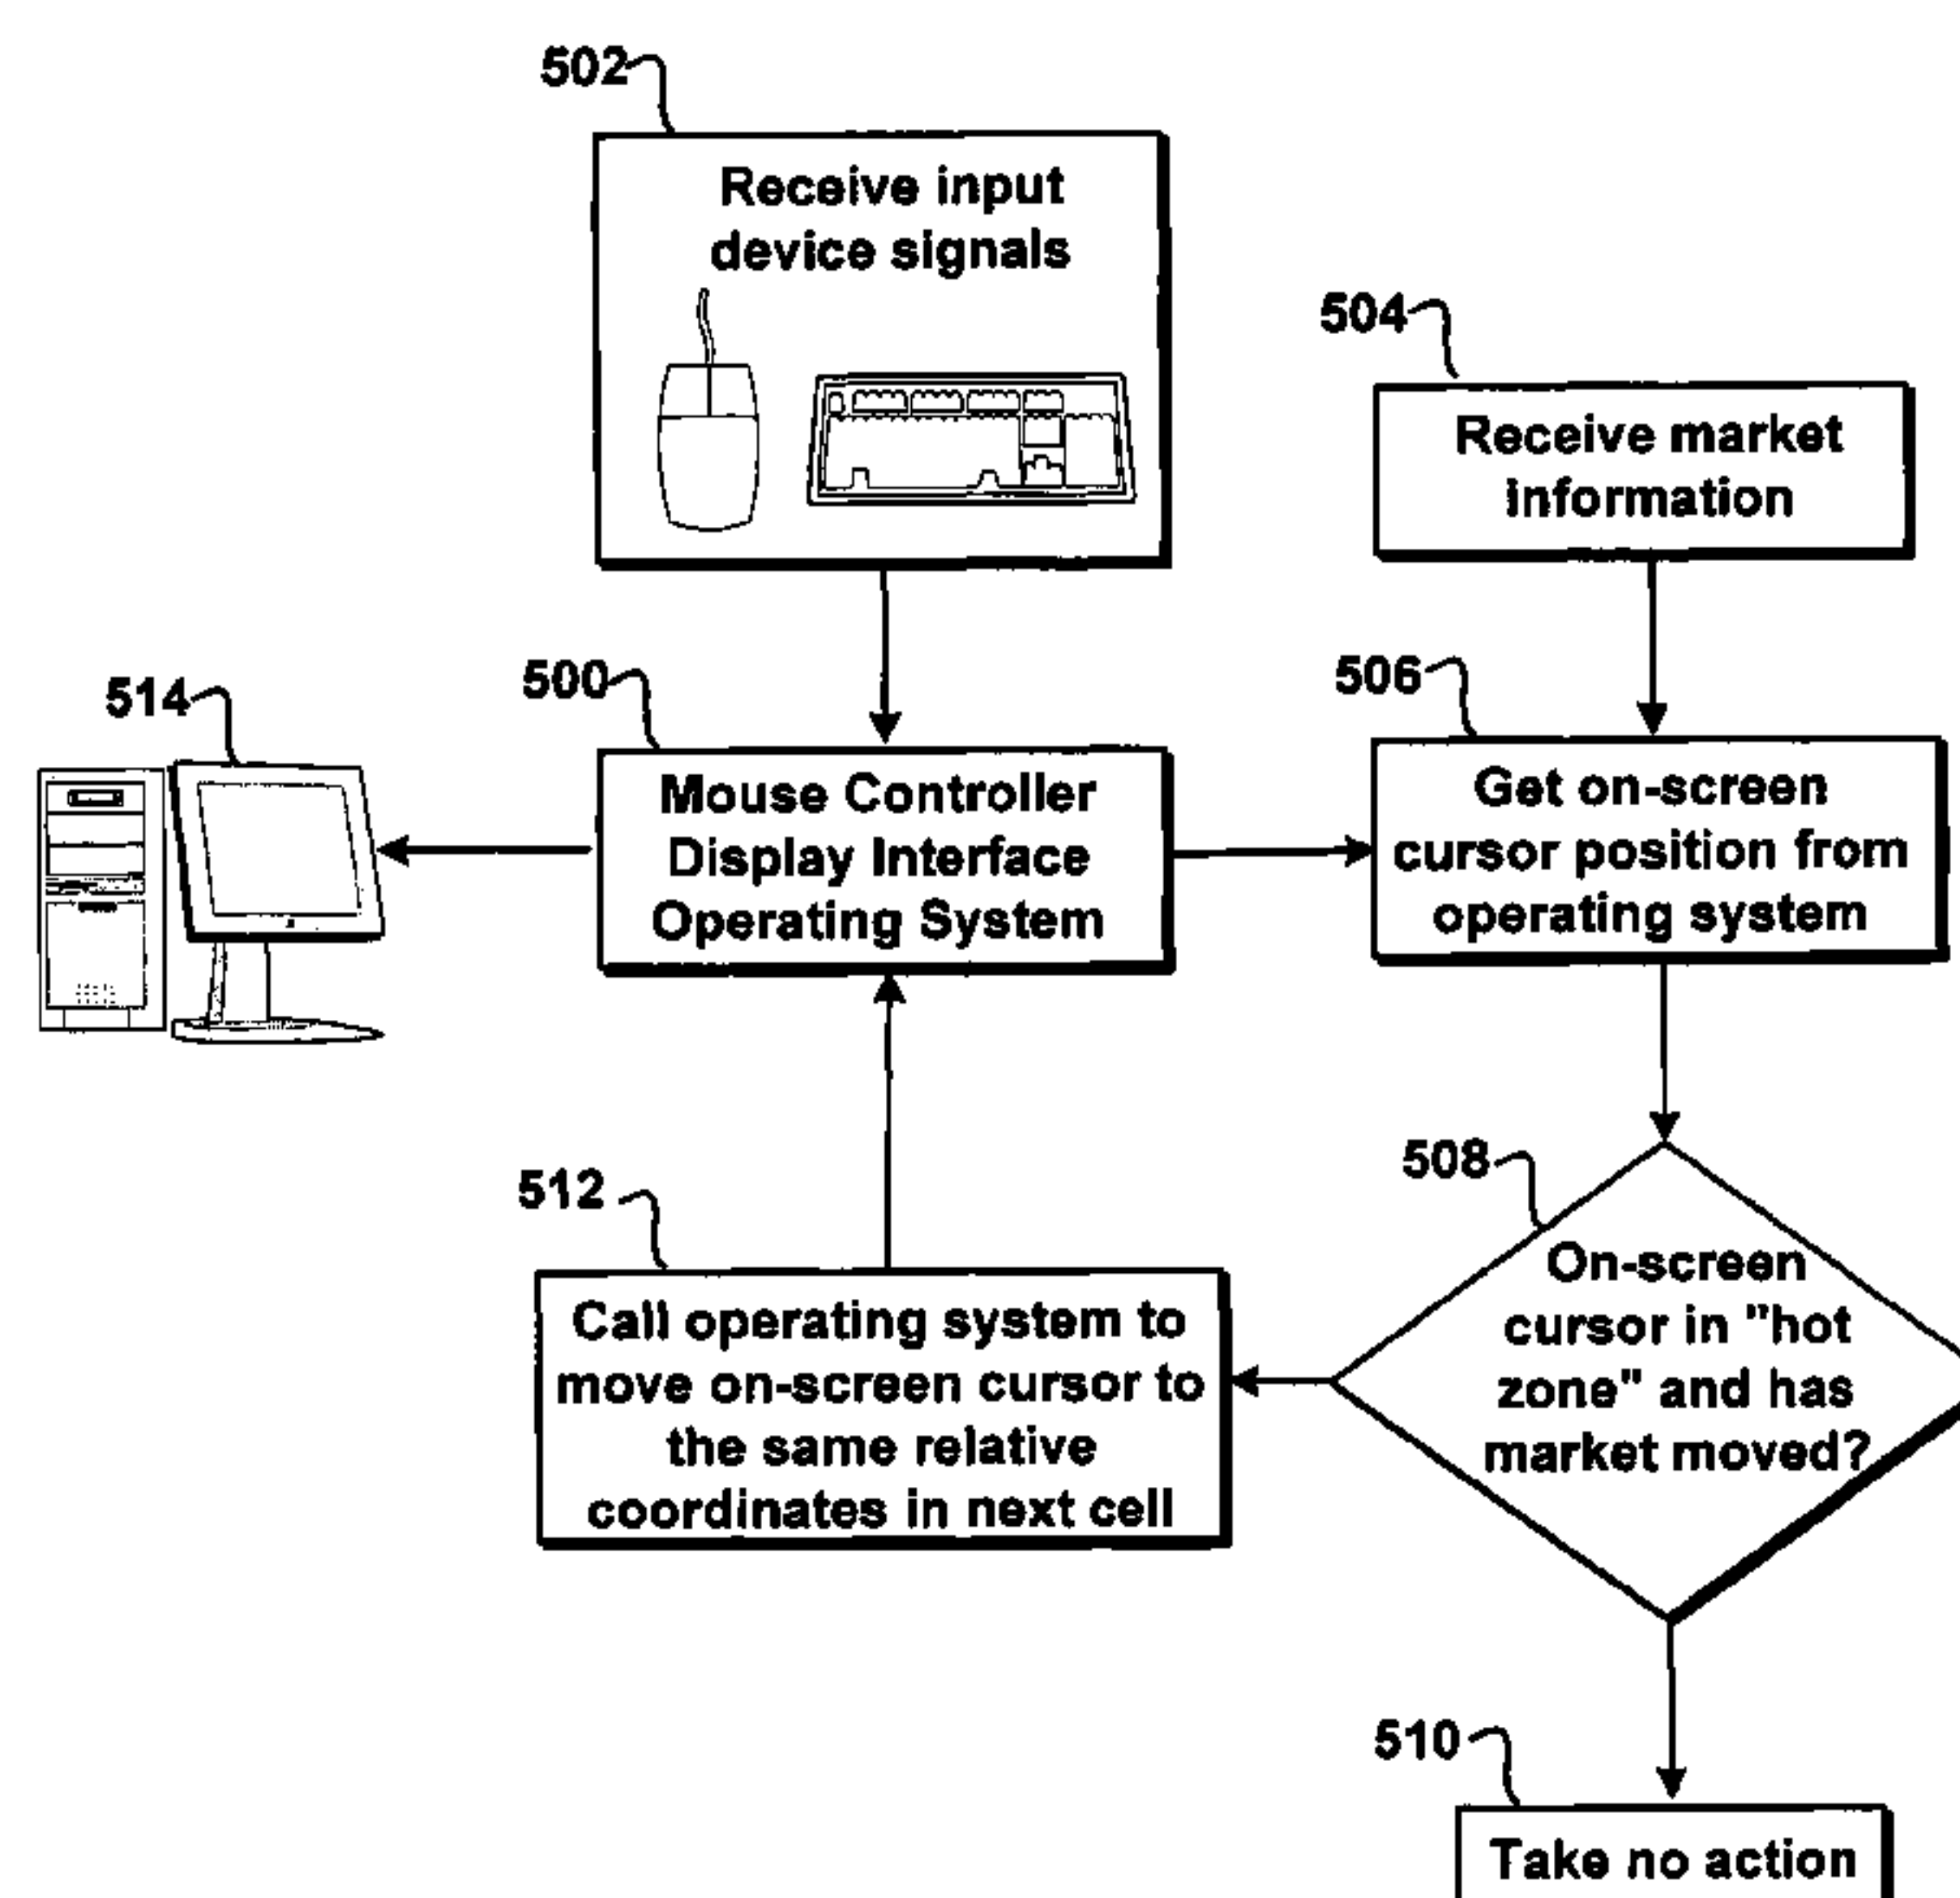 502
Receive input
device signals
504
Receive market
information
514
500
Mouse Controller
Display Interface
Operating System
506
Get on-screen
cursor position from
operating system
508
On-screen
cursor in "hot
zone" and has
market moved?
512
Call operating system to
move on-screen cursor to
the same relative
coordinates in next cell
510
Take no action